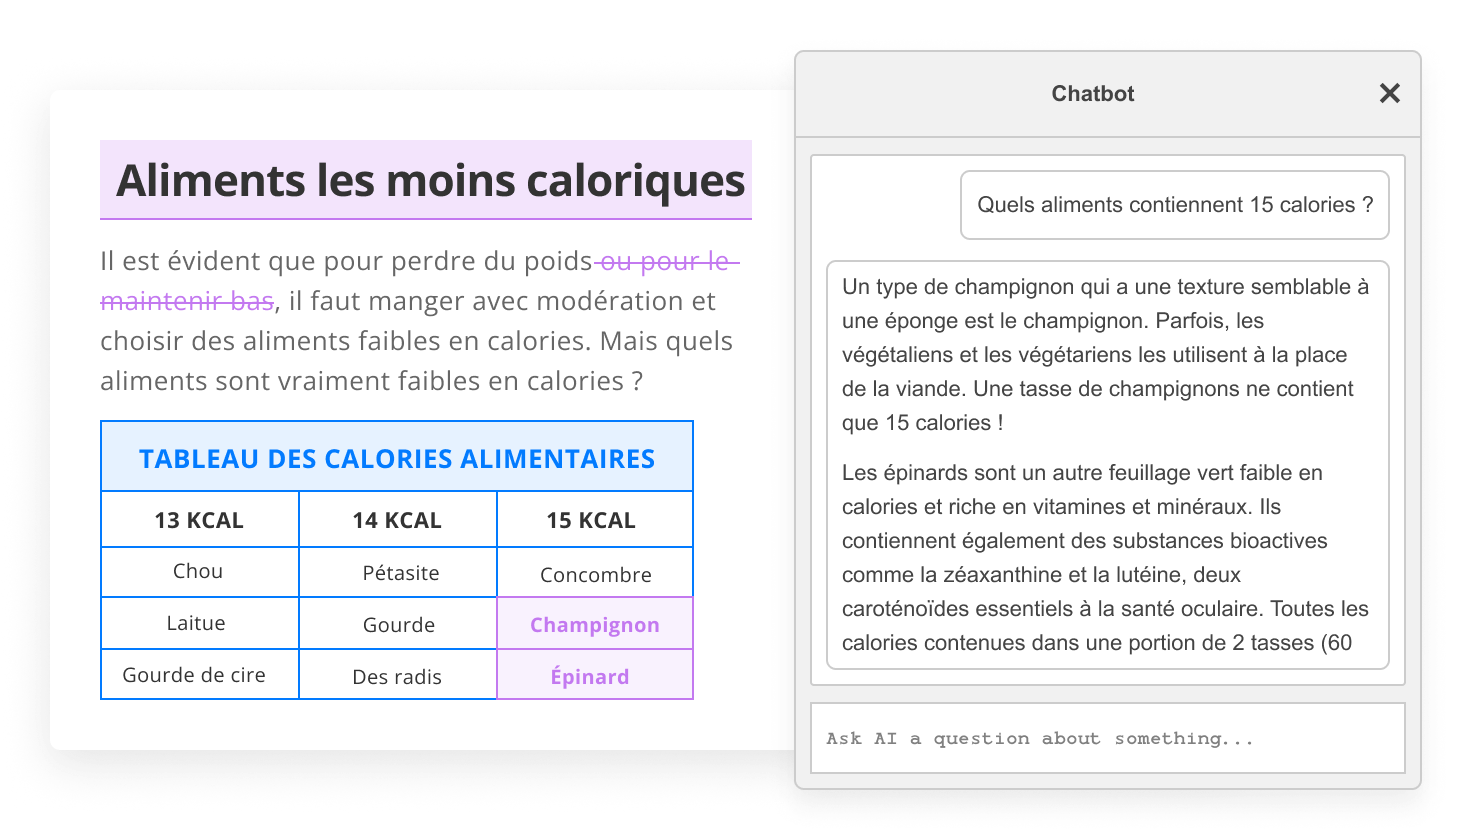 Aliments les moins caloriques
Il est évident que pour perdre du poids ou pour le
maintenir bas, il faut manger avec modération et
choisir des aliments faibles en calories. Mais quels
aliments sont vraiment faibles en calories ?
TABLEAU DES CALORIES ALIMENTAIRES
13 KCAL 14 KCAL 15 KCAL
Chou Pétasite Concombre
Laitue Gourde Champignon
Gourde de cire Des radis Épinard
Chatbot
Quels aliments contiennent 15 calories ?
Un type de champignon qui a une texture semblable à
une éponge est le champignon. Parfois, les
végétaliens et les végétariens les utilisent à la place
de la viande. Une tasse de champignons ne contient
que 15 calories !
Les épinards sont un autre feuillage vert faible en
calories et riche en vitamines et minéraux. Ils
contiennent également des substances bioactives
comme la zéaxanthine et la lutéine, deux
caroténoïdes essentiels à la santé oculaire. Toutes les
calories contenues dans une portion de 2 tasses (60
Ask AI a question about something...